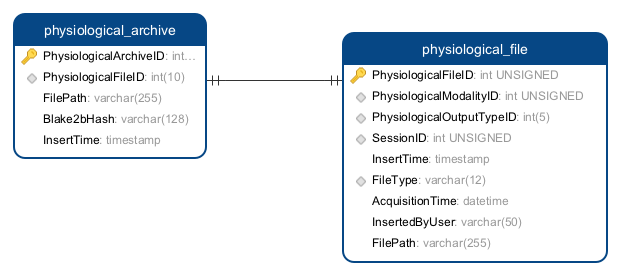 physiological_archive
PhysiologicalArchiveID: int...
PhysiologicalFileID: int(10)
FilePath: varchar(255)
Blake2bHash: varchar(128)
InsertTime: timestamp
physiological_file
PhysiologicalFileID: int UNSIGNED
PhysiologicalModalityID: int UNSIGNED
PhysiologicalOutputTypeID: int(5)
SessionID: int UNSIGNED
InsertTime: timestamp
FileType: varchar(12)
AcquisitionTime: datetime
InsertedByUser: varchar(50)
FilePath: varchar(255)